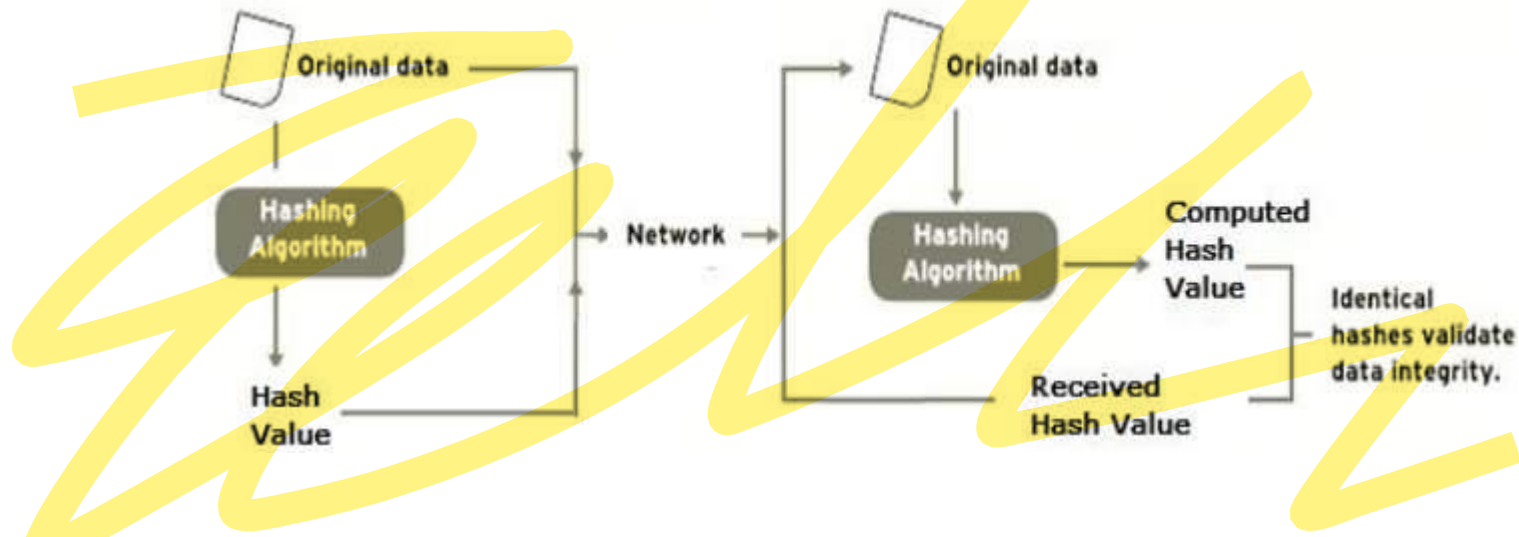 Original data
Hashing
Algorithm
Hash
Value
Network
Original data
Hashing
Algorithm
Computed
Hash
Value
Received
Hash Value
Identical
hashes validate
data integrity.